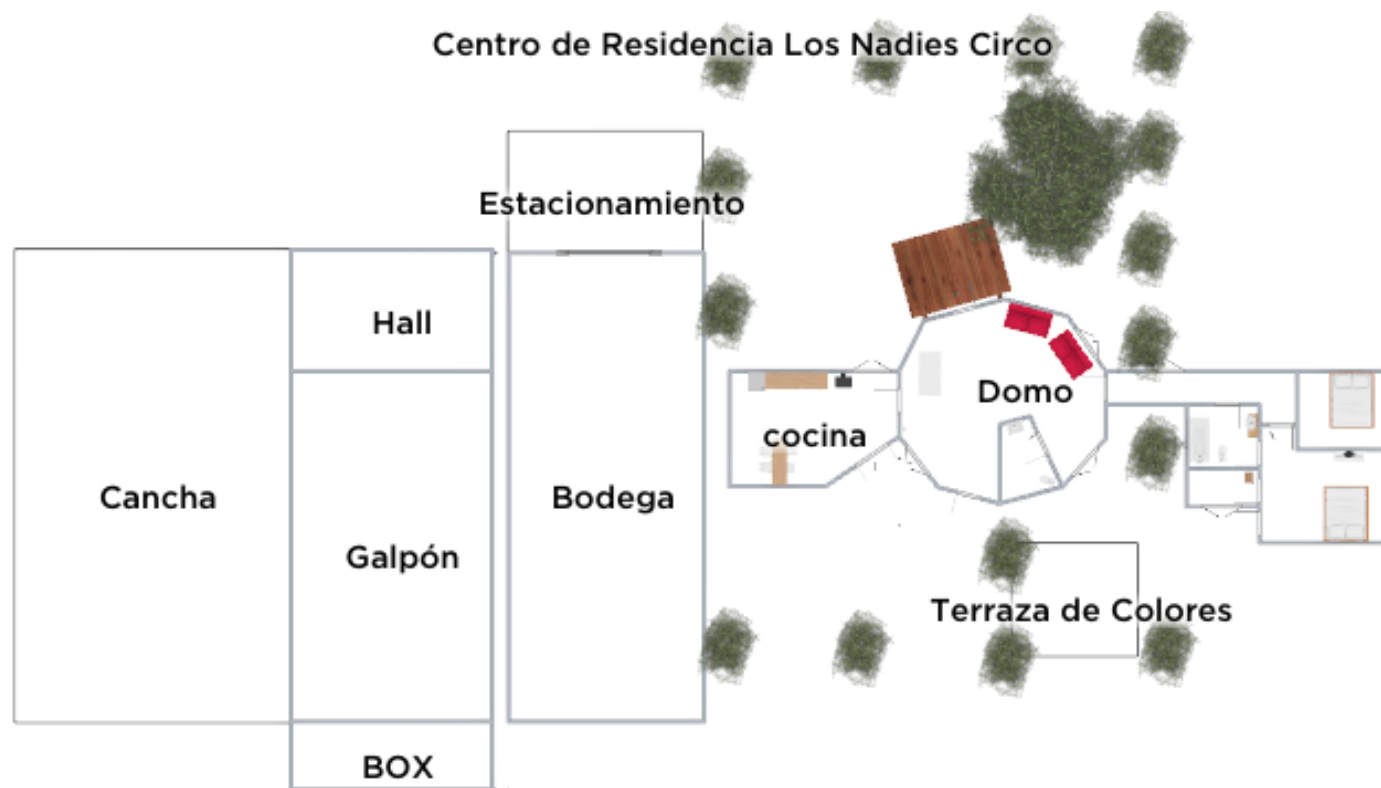 Centro de Residencia Los Nadies Circo
Estacionamiento
Hall
Domo
cocina
Cancha
Bodega
Galpón
Terraza de Colores
BOX